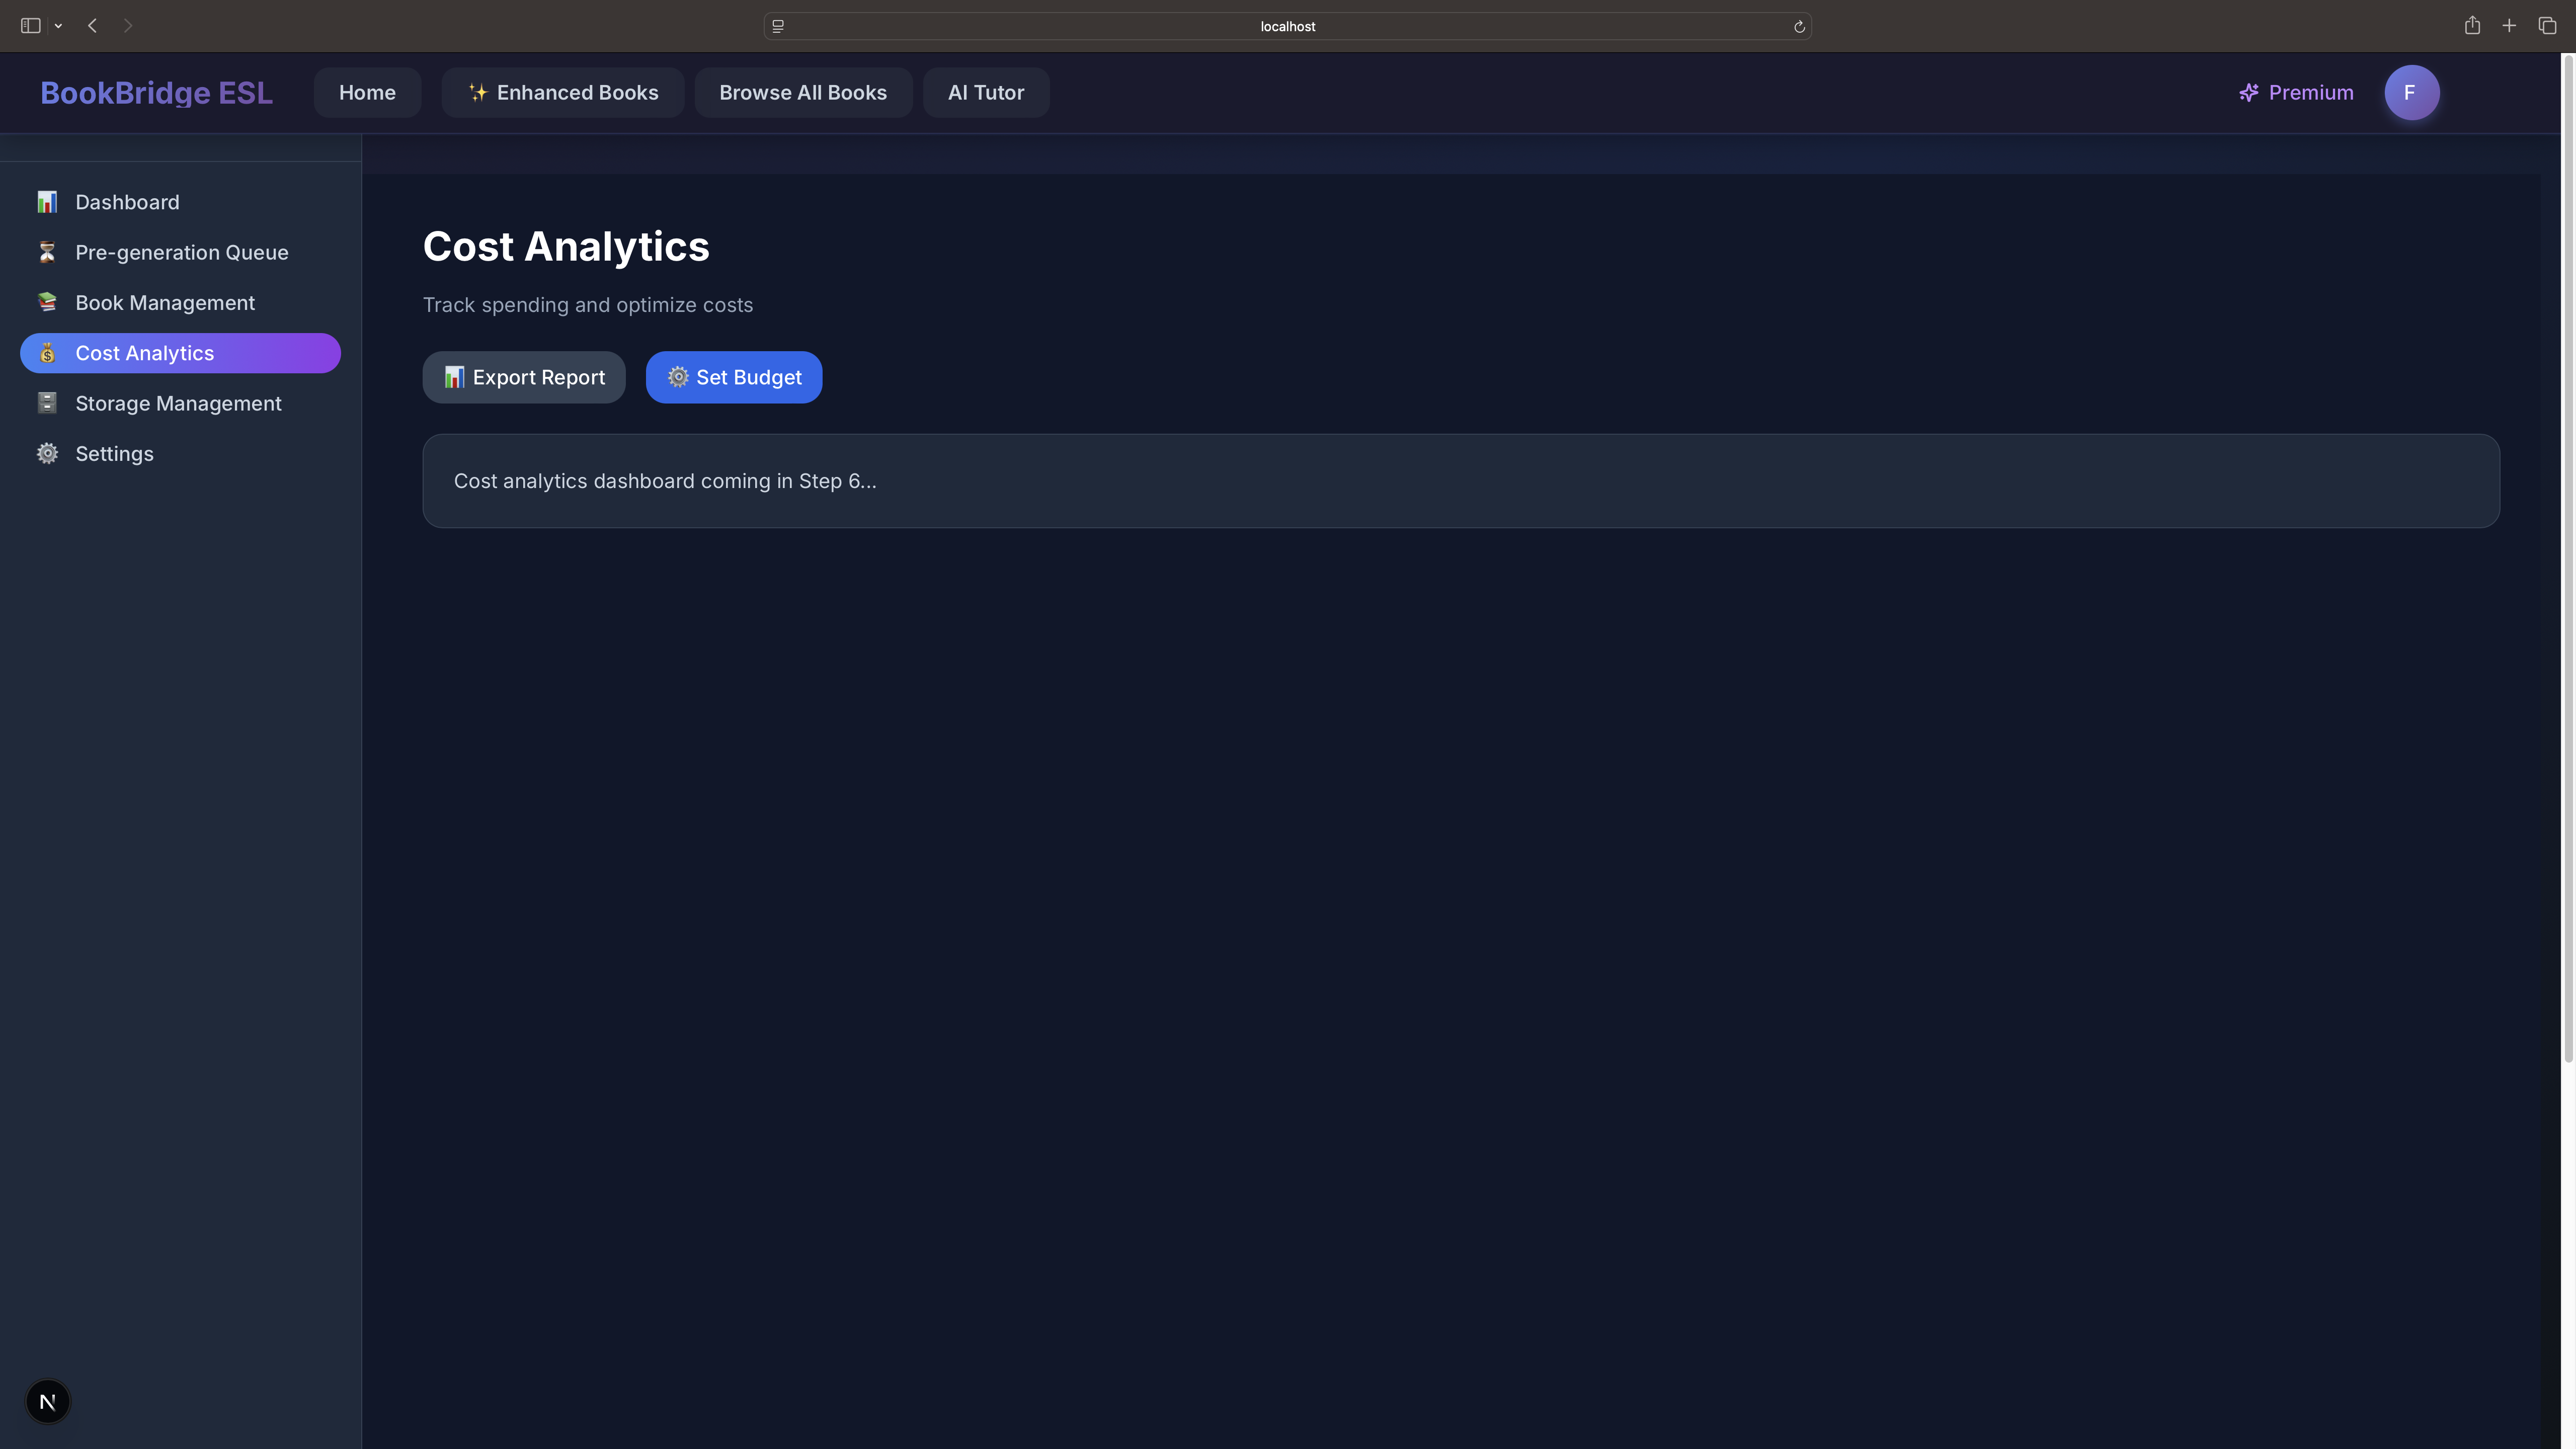 localhost
BookBridge ESL
Home
✨ Enhanced Books
Browse All Books
AI Tutor
Premium
F
Dashboard
Pre-generation Queue
Book Management
Cost Analytics
Storage Management
Settings
Cost Analytics
Track spending and optimize costs
Export Report
Set Budget
Cost analytics dashboard coming in Step 6...
N